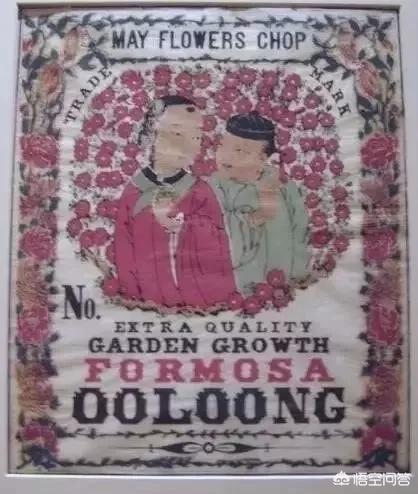 MAY FLOWERS CHOP
TRADE MARK
No.
EXTRA QUALITY
GARDEN GROWTH
FORMOSA
OOLOONG
悟空问答